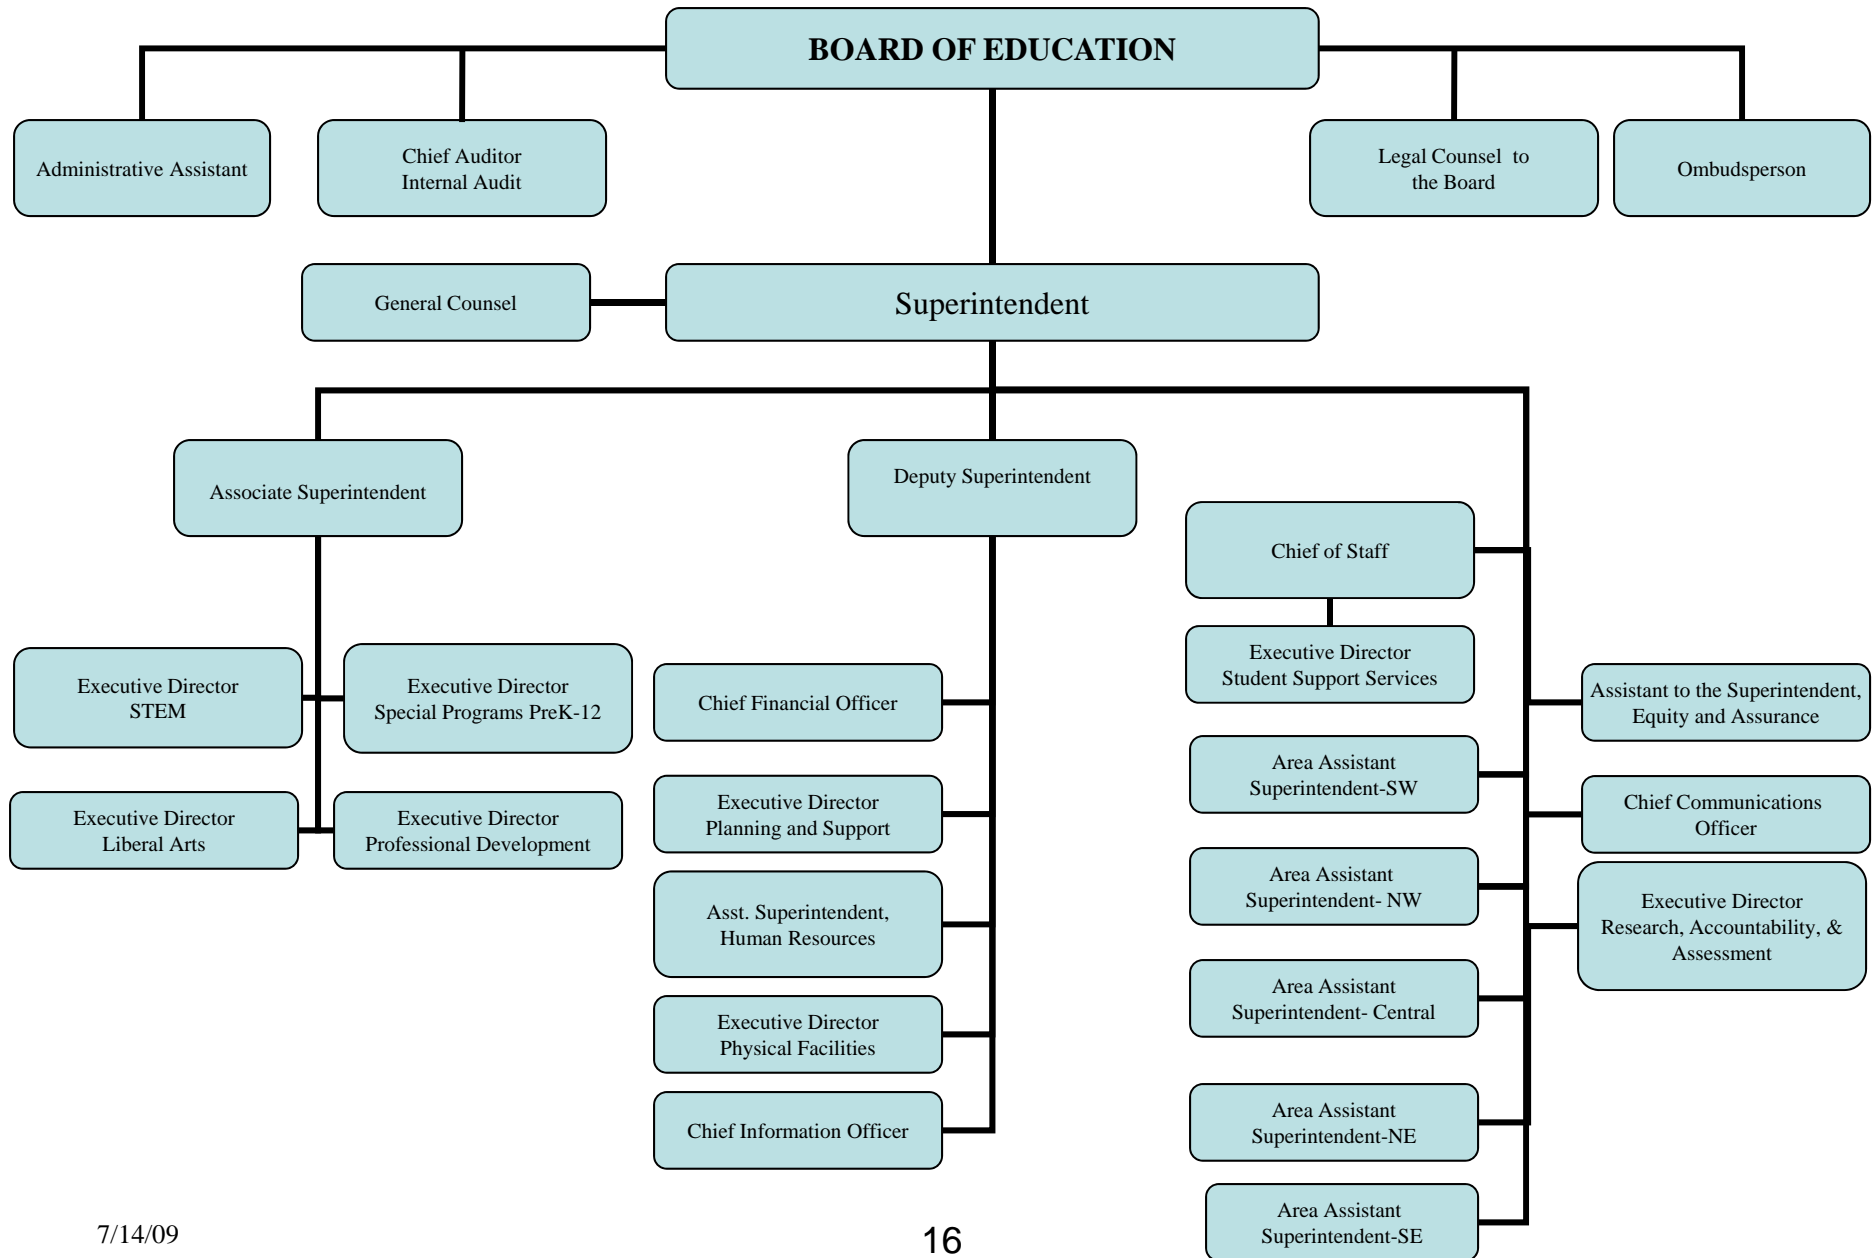 BOARD OF EDUCATION
Administrative Assistant
Chief Auditor
Internal Audit
Legal Counsel to
the Board
Ombudsperson
General Counsel
Superintendent
Associate Superintendent
Deputy Superintendent
Chief of Staff
Executive Director
Student Support Services
Executive Director
STEM
Executive Director
Special Programs PreK-12
Executive Director
Liberal Arts
Executive Director
Professional Development
Chief Financial Officer
Executive Director
Planning and Support
Asst. Superintendent,
Human Resources
Executive Director
Physical Facilities
Chief Information Officer
Area Assistant
Superintendent-SW
Area Assistant
Superintendent- NW
Area Assistant
Superintendent- Central
Area Assistant
Superintendent-NE
Area Assistant
Superintendent-SE
Assistant to the Superintendent,
Equity and Assurance
Chief Communications
Officer
Executive Director
Research, Accountability, &
Assessment
7/14/09
16